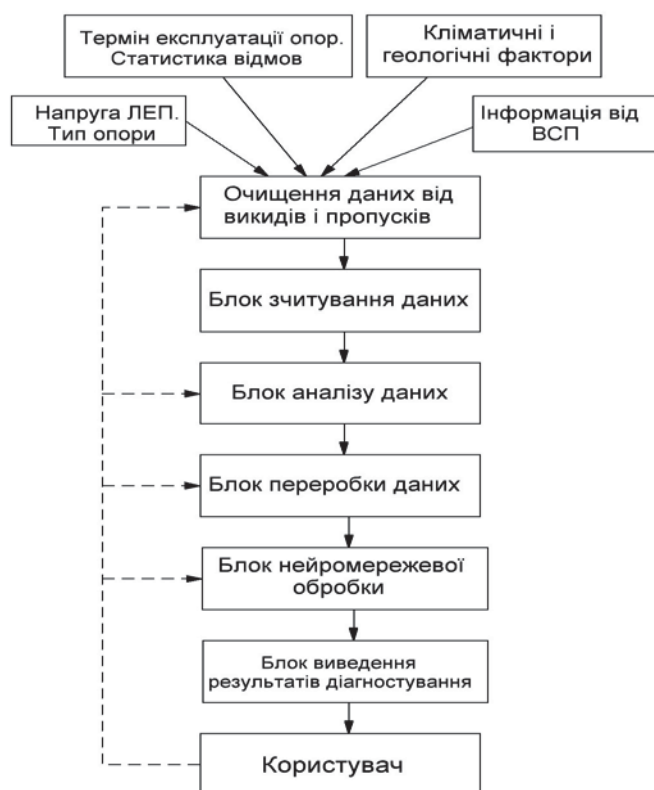 Термін експлуатації опор.
Статистика відмов
Кліматичні і
геологічні фактори
Напруга ЛЕП.
Тип опори
Інформація від
ВСП
Очищення даних від
викидів і пропусків
Блок зчитування даних
Блок аналізу даних
Блок переробки даних
Блок нейромережевої
обробки
Блок виведення
результатів діагностування
Користувач